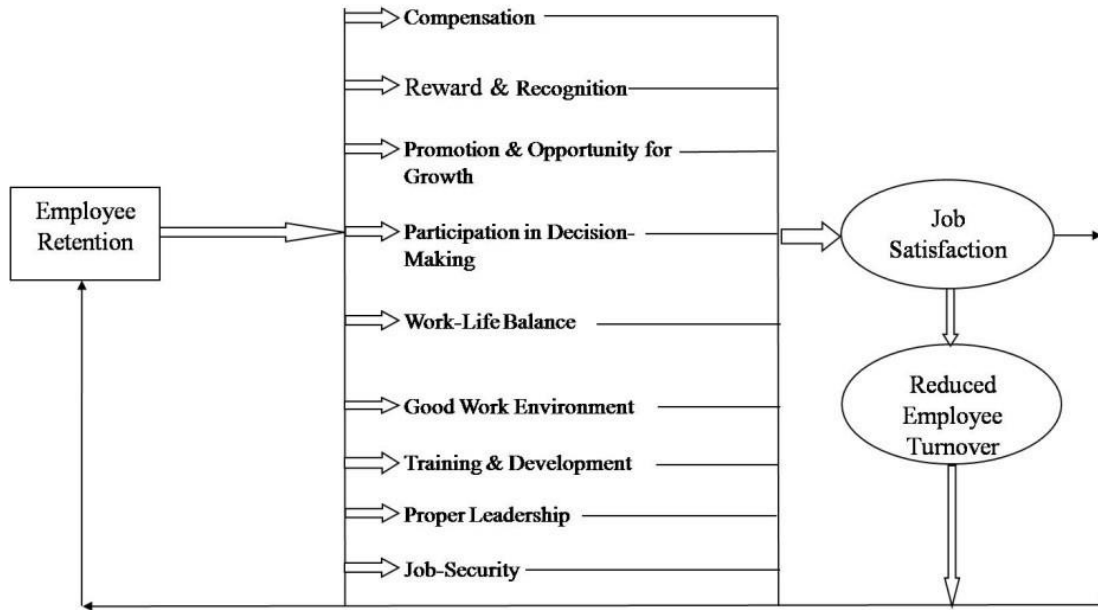 Compensation
Reward & Recognition
Promotion & Opportunity for
Growth
Employee
Retention
Participation in Decision-
Making
Job
Satisfaction
Work-Life Balance
Reduced
Employee
Turnover
Good Work Environment
Training & Development
Proper Leadership
Job-Security